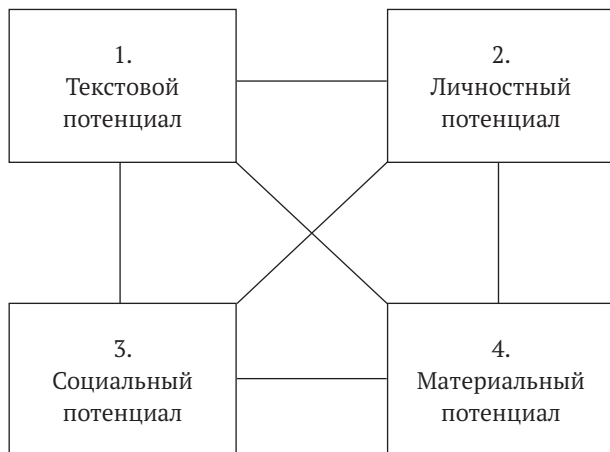 1.
Текстовой
потенциал
2.
Личностный
потенциал
3.
Социальный
потенциал
4.
Материальный
потенциал